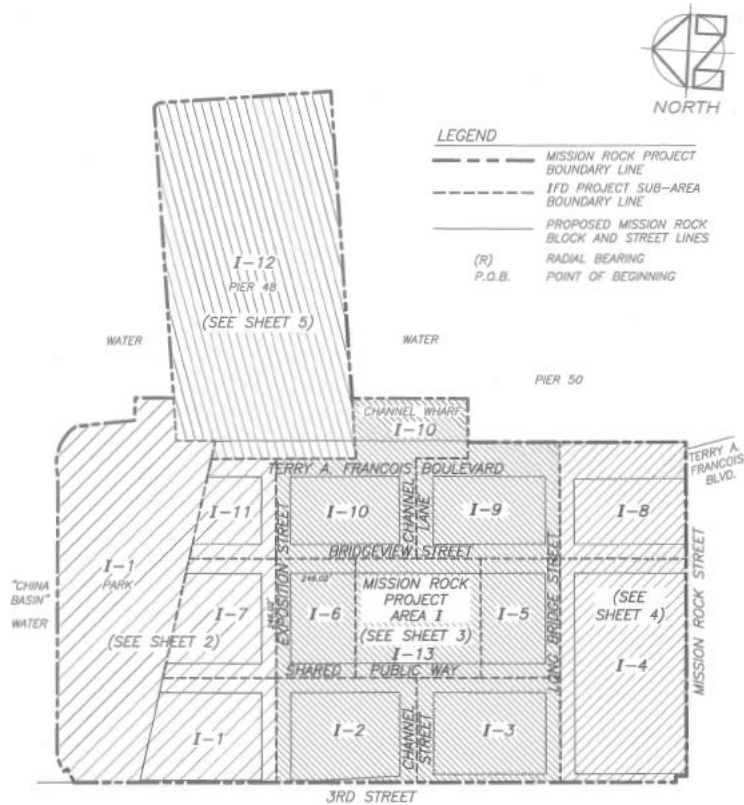 NORTH
LEGEND
MISSION ROCK PROJECT
BOUNDARY LINE
IFD PROJECT SUB-AREA
BOUNDARY LINE
PROPOSED MISSION ROCK
BLOCK AND STREET LINES
(R) RADIAL BEARING
P.O.B. POINT OF BEGINNING
I-12
PIER 48
(SEE SHEET 5)
WATER
WATER
PIER 50
CHANNEL WHARF
I-10
TERRY A. FRANCOIS BOULEVARD
TERRY A.
FRANCOIS
BLVD.
I-11
I-10
CHANNEL
LANE
I-9
I-8
BRIDGEVIEW STREET
I-1
PARK
"CHINA
BASIN"
WATER
(SEE SHEET 2)
I-7
EXPOSITION STREET
246.02'
246.02'
I-6
MISSION ROCK
PROJECT
AREA I
(SEE SHEET 3)
I-13
I-5
LONG BRIDGE STREET
(SEE
SHEET 4)
I-4
MISSION ROCK STREET
SHARED PUBLIC WAY
I-1
I-2
CHANNEL
STREET
I-3
3RD STREET